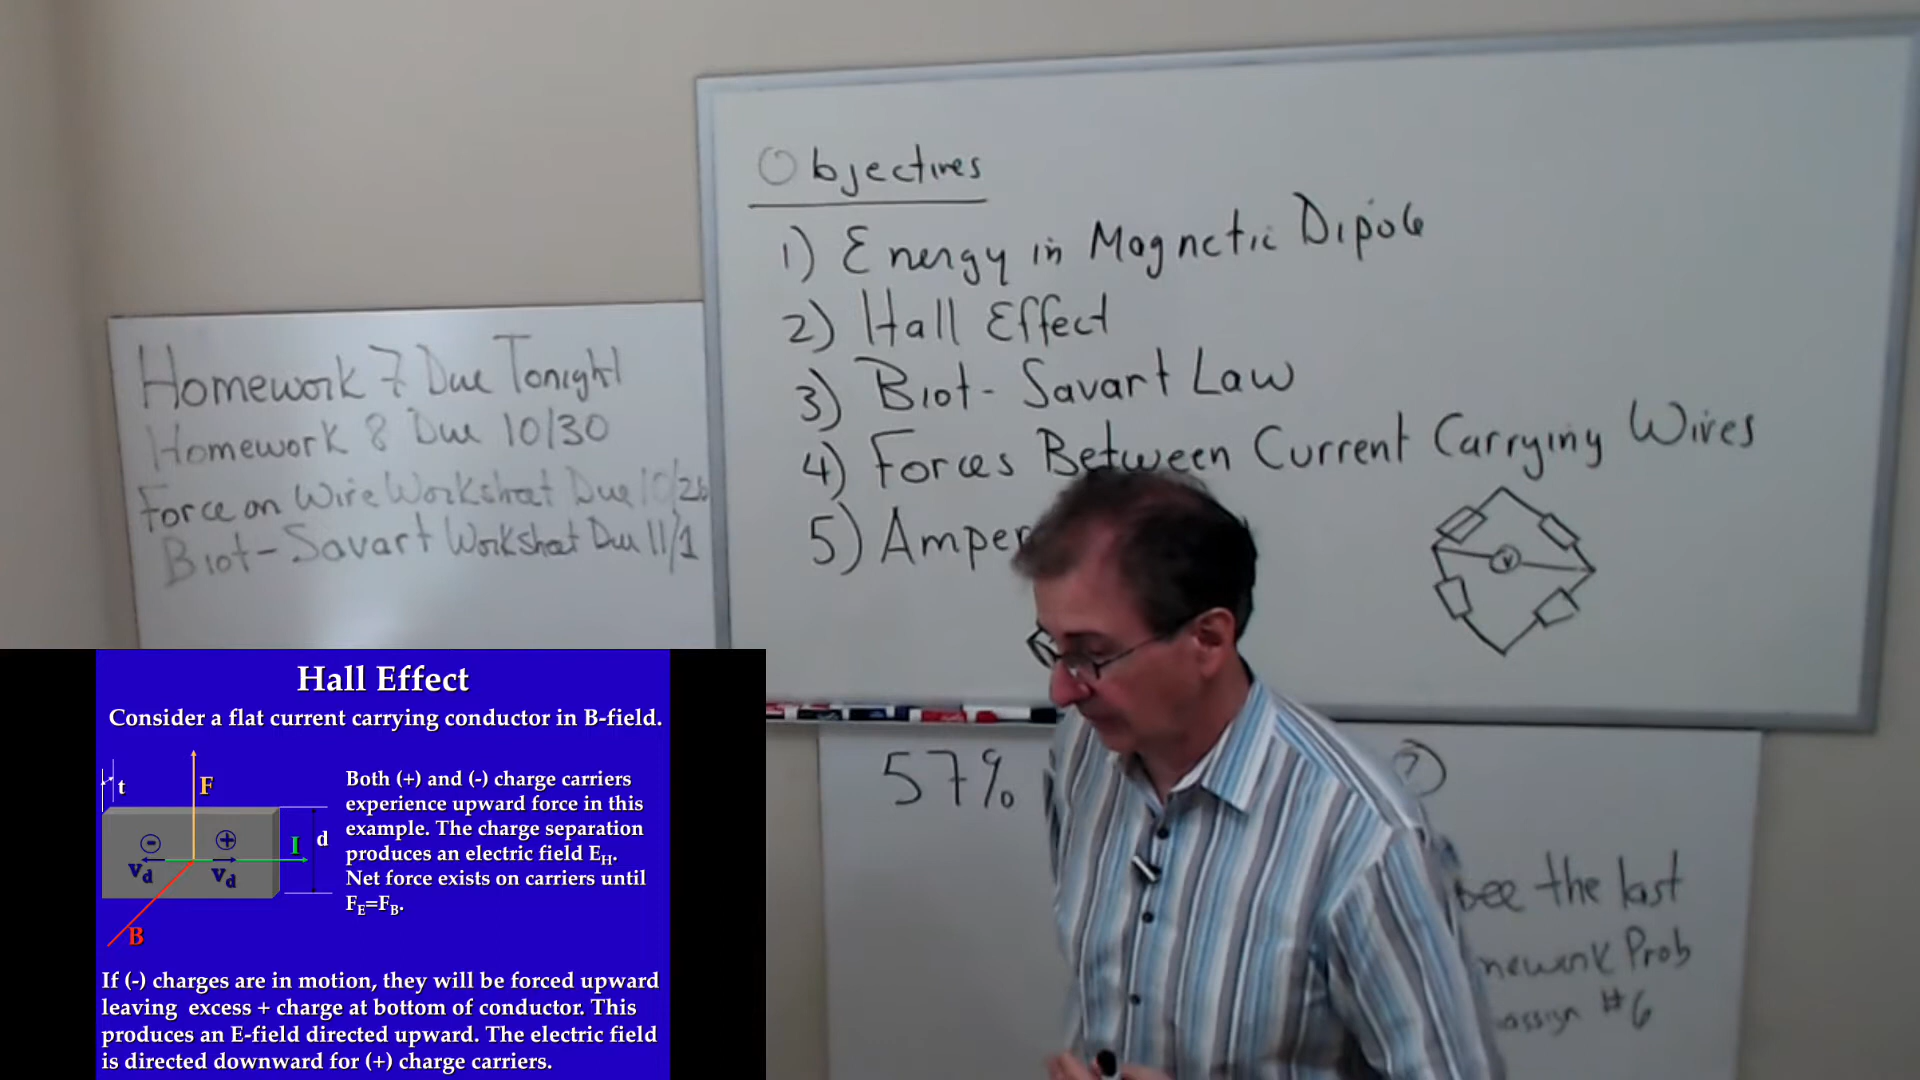 Objectives
1) Energy in Magnetic Dipole
2) Hall Effect
3) Biot-Savart Law
4) Forces Between Current Carrying Wires
5) Amper
V
Homework 7 Due Tonight
Homework 8 Due 10/30
Force on Wire Worksheet Due 10/26
Biot-Savart Worksheet Due 11/1
57%
?
see the last
mework Prob
assign #6
Hall Effect
Consider a flat current carrying conductor in B-field.
t
F
d
I
- +
vd vd
B
Both (+) and (-) charge carriers
experience upward force in this
example. The charge separation
produces an electric field EH.
Net force exists on carriers until
FE=FB.
If (-) charges are in motion, they will be forced upward
leaving excess + charge at bottom of conductor. This
produces an E-field directed upward. The electric field
is directed downward for (+) charge carriers.